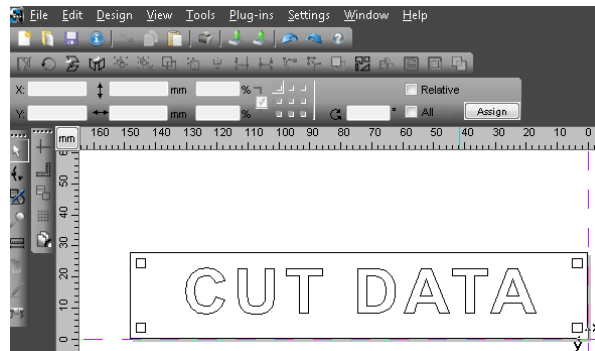 File Edit Design View Tools Plug-ins Settings Window Help
X: mm % Relative
Y: mm % ° All Assign
mm 160 150 140 130 120 110 100 90 80 70 60 50 40 30 20 10 0
50
40
30
20
10
0
CUT DATA
x
y